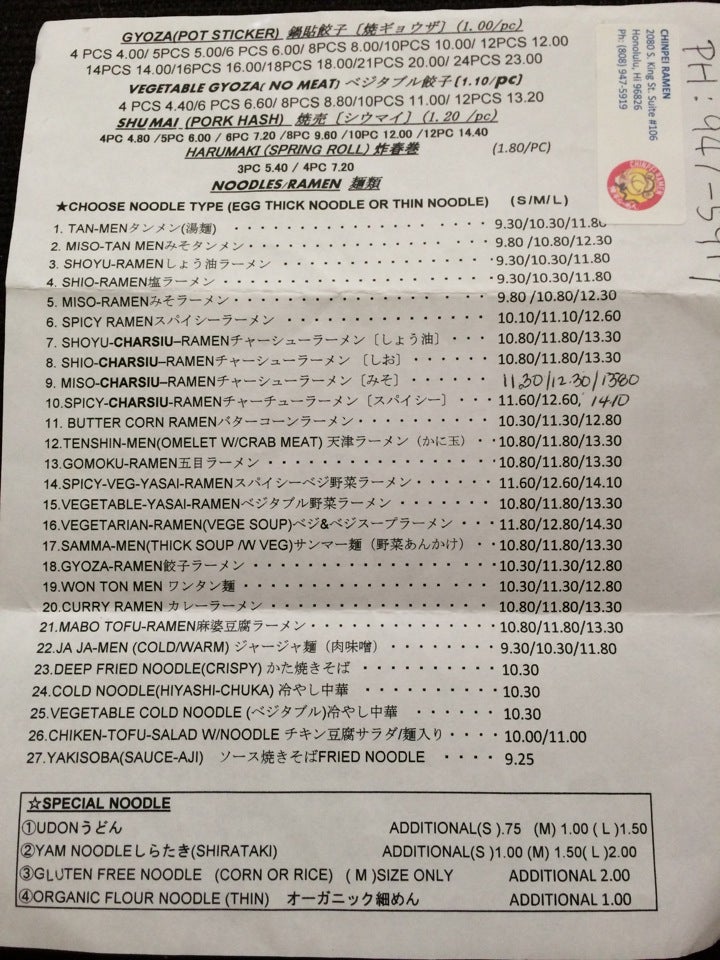 GYOZA(POT STICKER) 鍋貼餃子〔焼ギョウザ〕(1.00/pc)
4 PCS 4.00/ 5PCS 5.00/6 PCS 6.00/ 8PCS 8.00/10PCS 10.00/ 12PCS 12.00
14PCS 14.00/16PCS 16.00/18PCS 18.00/21PCS 20.00/ 24PCS 23.00
VEGETABLE GYOZA( NO MEAT) ベジタブル餃子(1.10/pc)
4 PCS 4.40/6 PCS 6.60/ 8PCS 8.80/10PCS 11.00/ 12PCS 13.20
SHUMAI (PORK HASH) 焼売〔シウマイ〕(1.20 /pc)
4PC 4.80 /5PC 6.00 / 6PC 7.20 /8PC 9.60 /10PC 12.00 /12PC 14.40
HARUMAKI (SPRING ROLL) 炸春巻 (1.80/PC)
3PC 5.40 / 4PC 7.20
CHINPEI RAMEN
2080 S. King St. Suite #106
Honolulu, Hi 96826
Ph: (808) 947-5919
CHINPEI RAMEN
PH: 947-5917
NOODLES/RAMEN 麺類
★CHOOSE NOODLE TYPE (EGG THICK NOODLE OR THIN NOODLE) (S/M/L)
1. TAN-MENタンメン(湯麺) 9.30/10.30/11.80
2. MISO-TAN MENみそタンメン・・・・・・・・・・・・・・・9.80 /10.80/12.30
3. SHOYU-RAMENしょう油ラーメン ・・・・・・・・・・・・・9.30/10.30/11.80
4. SHIO-RAMEN塩ラーメン・・・・・・・・・・・・・・・・・9.30/10.30/11.80
5. MISO-RAMENみそラーメン・・・・・・・・・・・・・・・・9.80 /10.80/12.30
6. SPICY RAMENスパイシーラーメン ・・・・・・・・・・・・10.10/11.10/12.60
7. SHOYU-CHARSIU–RAMENチャーシューラーメン〔しょう油〕・・・10.80/11.80/13.30
8. SHIO-CHARSIU–RAMENチャーシューラーメン 〔しお〕・・・・・10.80/11.80/13.30
9. MISO-CHARSIU-RAMENチャーシューラーメン〔みそ〕・・・・・・11.30/12.30/1380
10.SPICY-CHARSIU-RAMENチャーチューラーメン〔スパイシー〕・・・11.60/12.60, 1410
11. BUTTER CORN RAMENバターコーンラーメン・・・・・・・・・10.30/11.30/12.80
12.TENSHIN-MEN(OMELET W/CRAB MEAT) 天津ラーメン（かに玉）・・10.80/11.80/13.30
13.GOMOKU-RAMEN五目ラーメン・・・・・・・・・・・・・・・10.80/11.80/13.30
14.SPICY-VEG-YASAI-RAMENスパイシーベジ野菜ラーメン・・・・・11.60/12.60/14.10
15.VEGETABLE-YASAI-RAMENベジタブル野菜ラーメン・・・・・・10.80/11.80/13.30
16.VEGETARIAN-RAMEN(VEGE SOUP)ベジ&ベジスープラーメン・・・11.80/12.80/14.30
17.SAMMA-MEN(THICK SOUP /W VEG)サンマー麺（野菜あんかけ）・・10.80/11.80/13.30
18.GYOZA-RAMEN餃子ラーメン・・・・・・・・・・・・・・・・10.30/11.30/12.80
19.WON TON MEN ワンタン麺・・・・・・・・・・・・・・・・・10.30/11.30/12.80
20.CURRY RAMEN カレーラーメン・・・・・・・・・・・・・・・10.80/11.80/13.30
21.MABO TOFU-RAMEN麻婆豆腐ラーメン・・・・・・・・・・・・10.80/11.80/13.30
22.JA JA-MEN (COLD/WARM) ジャージャ麺（肉味噌）・・・・・・・9.30/10.30/11.80
23.DEEP FRIED NOODLE(CRISPY) かた焼きそば ・・・・・・・・・10.30
24.COLD NOODLE(HIYASHI-CHUKA) 冷やし中華 ・・・・・・・・・10.30
25.VEGETABLE COLD NOODLE (ベジタブル)冷やし中華 ・・・・・・10.30
26.CHIKEN-TOFU-SALAD W/NOODLE チキン豆腐サラダ/麺入り・・・・10.00/11.00
27.YAKISOBA(SAUCE-AJI) ソース焼きそばFRIED NOODLE ・・・・9.25
☆SPECIAL NOODLE
①UDONうどん ADDITIONAL(S ).75 (M) 1.00 ( L )1.50
②YAM NOODLEしらたき(SHIRATAKI) ADDITIONAL(S )1.00 (M) 1.50( L )2.00
③GLUTEN FREE NOODLE (CORN OR RICE) ( M )SIZE ONLY ADDITIONAL 2.00
④ORGANIC FLOUR NOODLE (THIN) オーガニック細めん ADDITIONAL 1.00